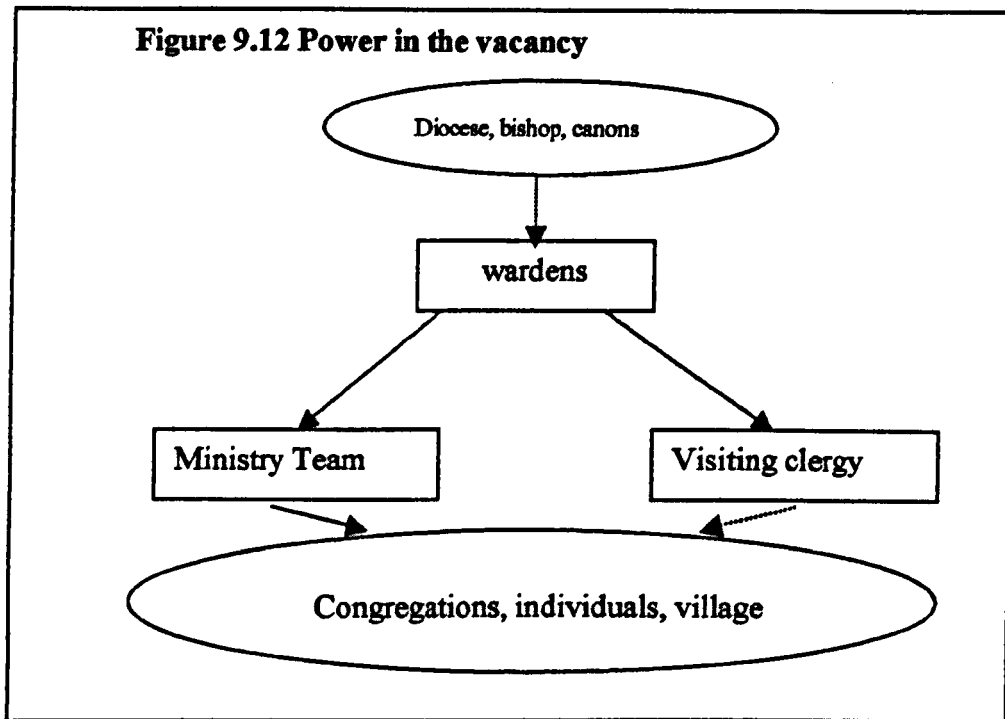 Figure 9.12 Power in the vacancy
Diocese, bishop, canons
wardens
Ministry Team
Visiting clergy
Congregations, individuals, village